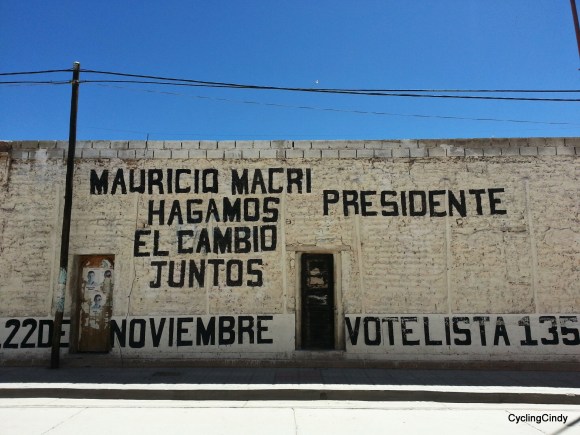 MAURICIO MACRI PRESIDENTE
HAGAMOS
EL CAMBIO
JUNTOS
22 DE NOVIEMBRE VOTE LISTA 135
CyclingCindy